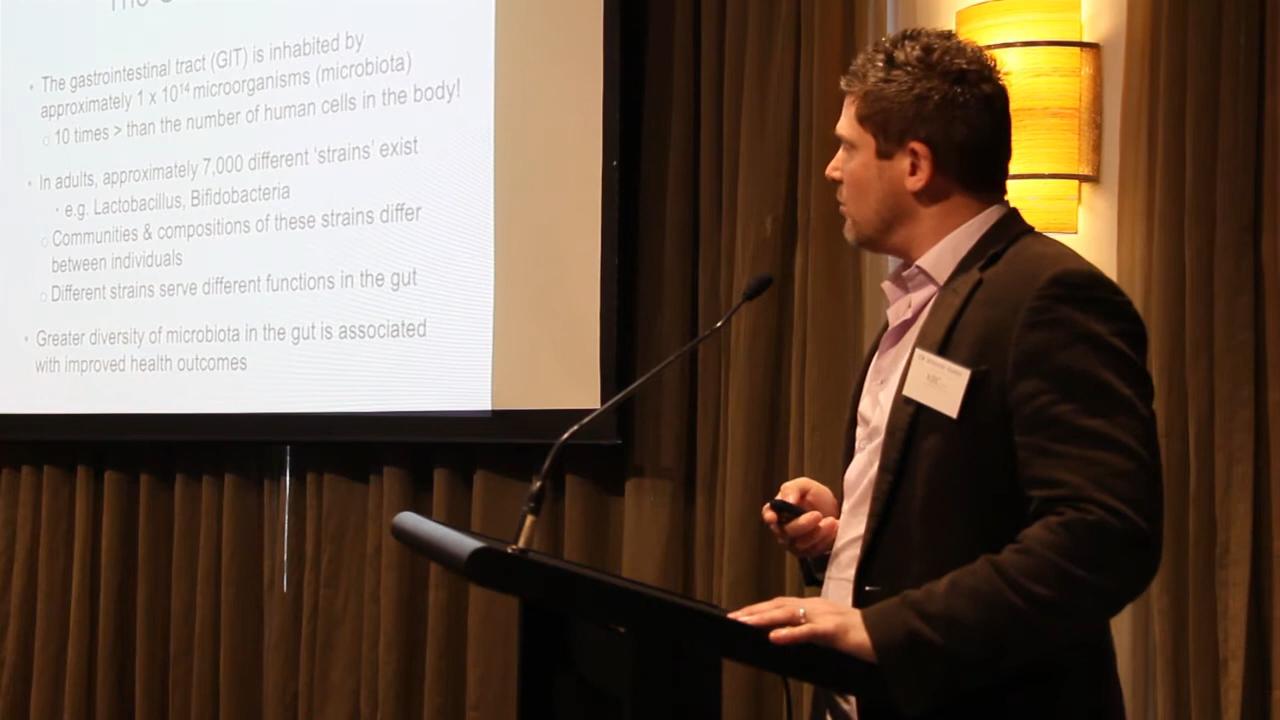 The
• The gastrointestinal tract (GIT) is inhabited by
approximately 1 x 10¹⁴ microorganisms (microbiota)
○ 10 times > than the number of human cells in the body!
• In adults, approximately 7,000 different ‘strains’ exist
• e.g. Lactobacillus, Bifidobacteria
○ Communities & compositions of these strains differ
between individuals
○ Different strains serve different functions in the gut
• Greater diversity of microbiota in the gut is associated
with improved health outcomes